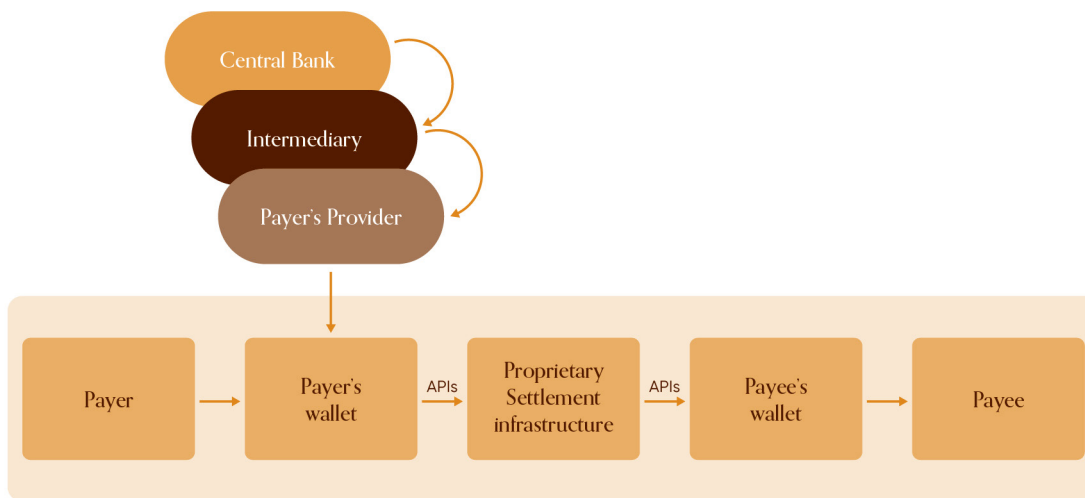 Central Bank
Intermediary
Payer's Provider
Payer
Payer's
wallet
APIs
Proprietary
Settlement
infrastructure
APIs
Payee's
wallet
Payee